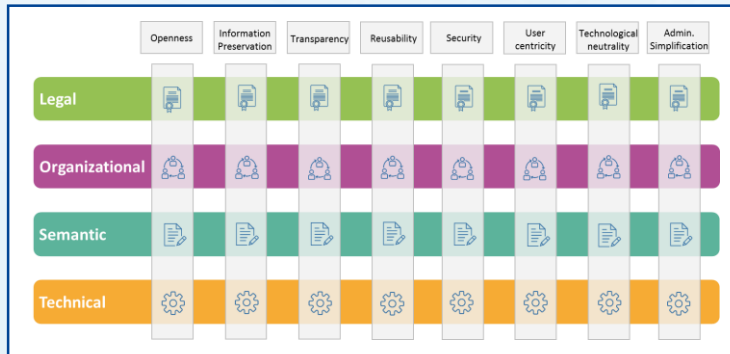 Openness
Information
Preservation
Transparency
Reusability
Security
User
centricity
Technological
neutrality
Admin.
Simplification
Legal
Organizational
Semantic
Technical